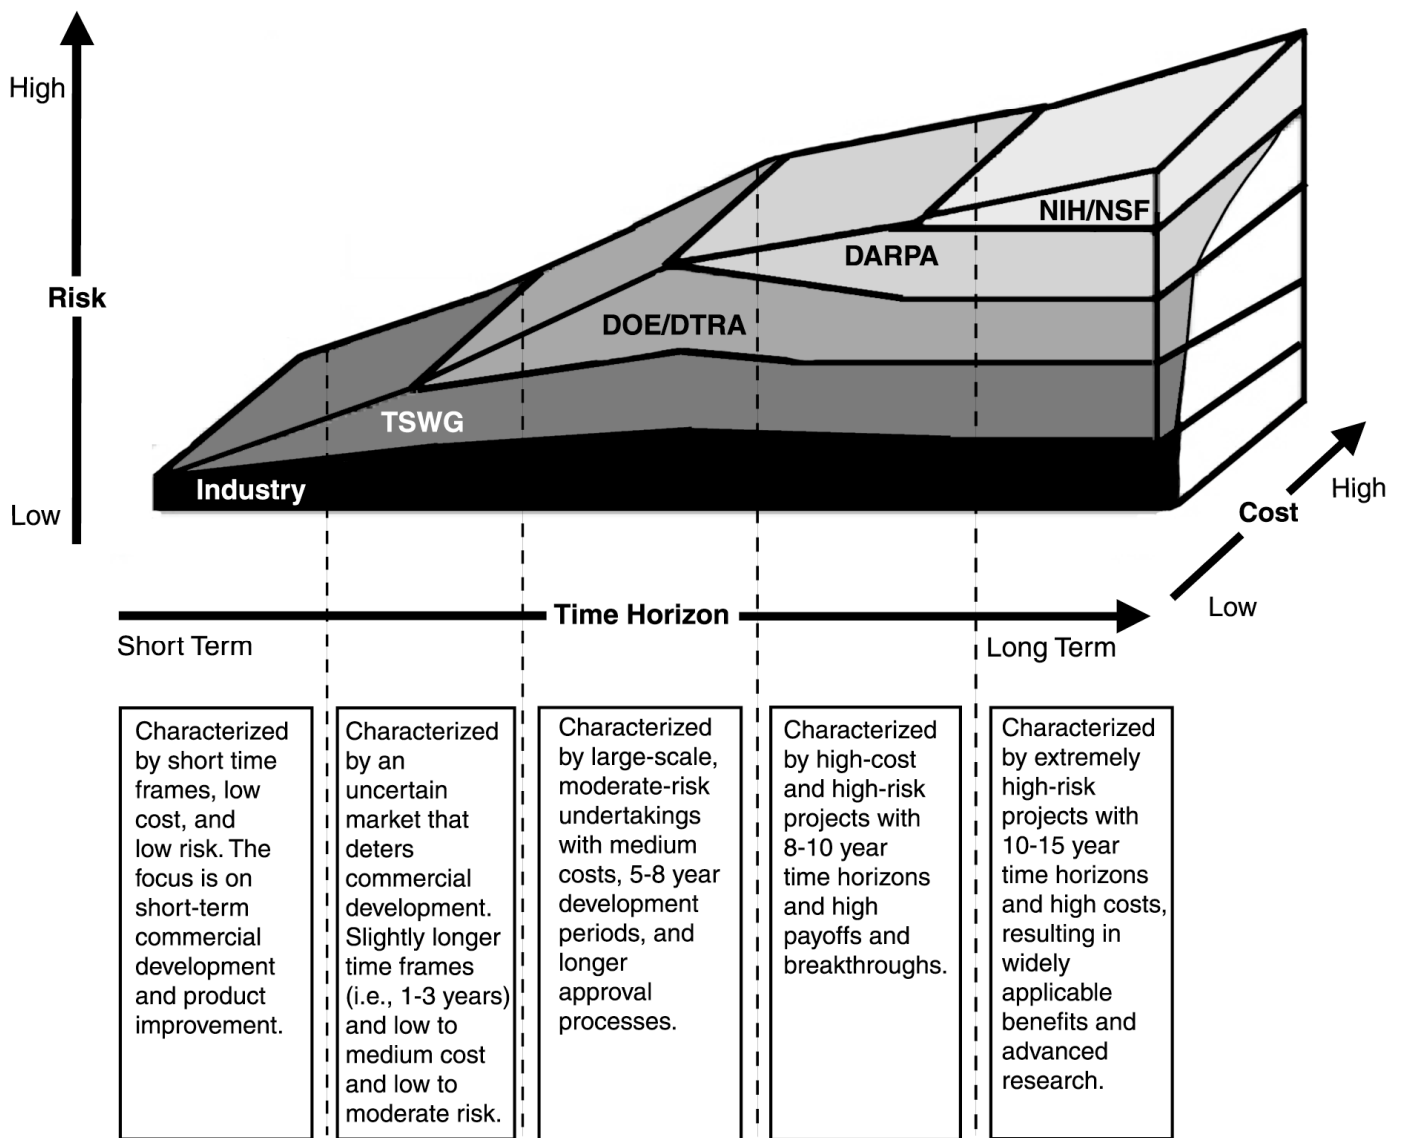 High
Risk
Low
NIH/NSF
DARPA
DOE/DTRA
TSWG
Industry
High
Cost
Low
Time Horizon
Short Term
Long Term
Characterized
by short time
frames, low
cost, and
low risk. The
focus is on
short-term
commercial
development
and product
improvement.
Characterized
by an
uncertain
market that
deters
commercial
development.
Slightly longer
time frames
(i.e., 1-3 years)
and low to
medium cost
and low to
moderate risk.
Characterized
by large-scale,
moderate-risk
undertakings
with medium
costs, 5-8 year
development
periods, and
longer
approval
processes.
Characterized
by high-cost
and high-risk
projects with
8-10 year
time horizons
and high
payoffs and
breakthroughs.
Characterized
by extremely
high-risk
projects with
10-15 year
time horizons
and high costs,
resulting in
widely
applicable
benefits and
advanced
research.